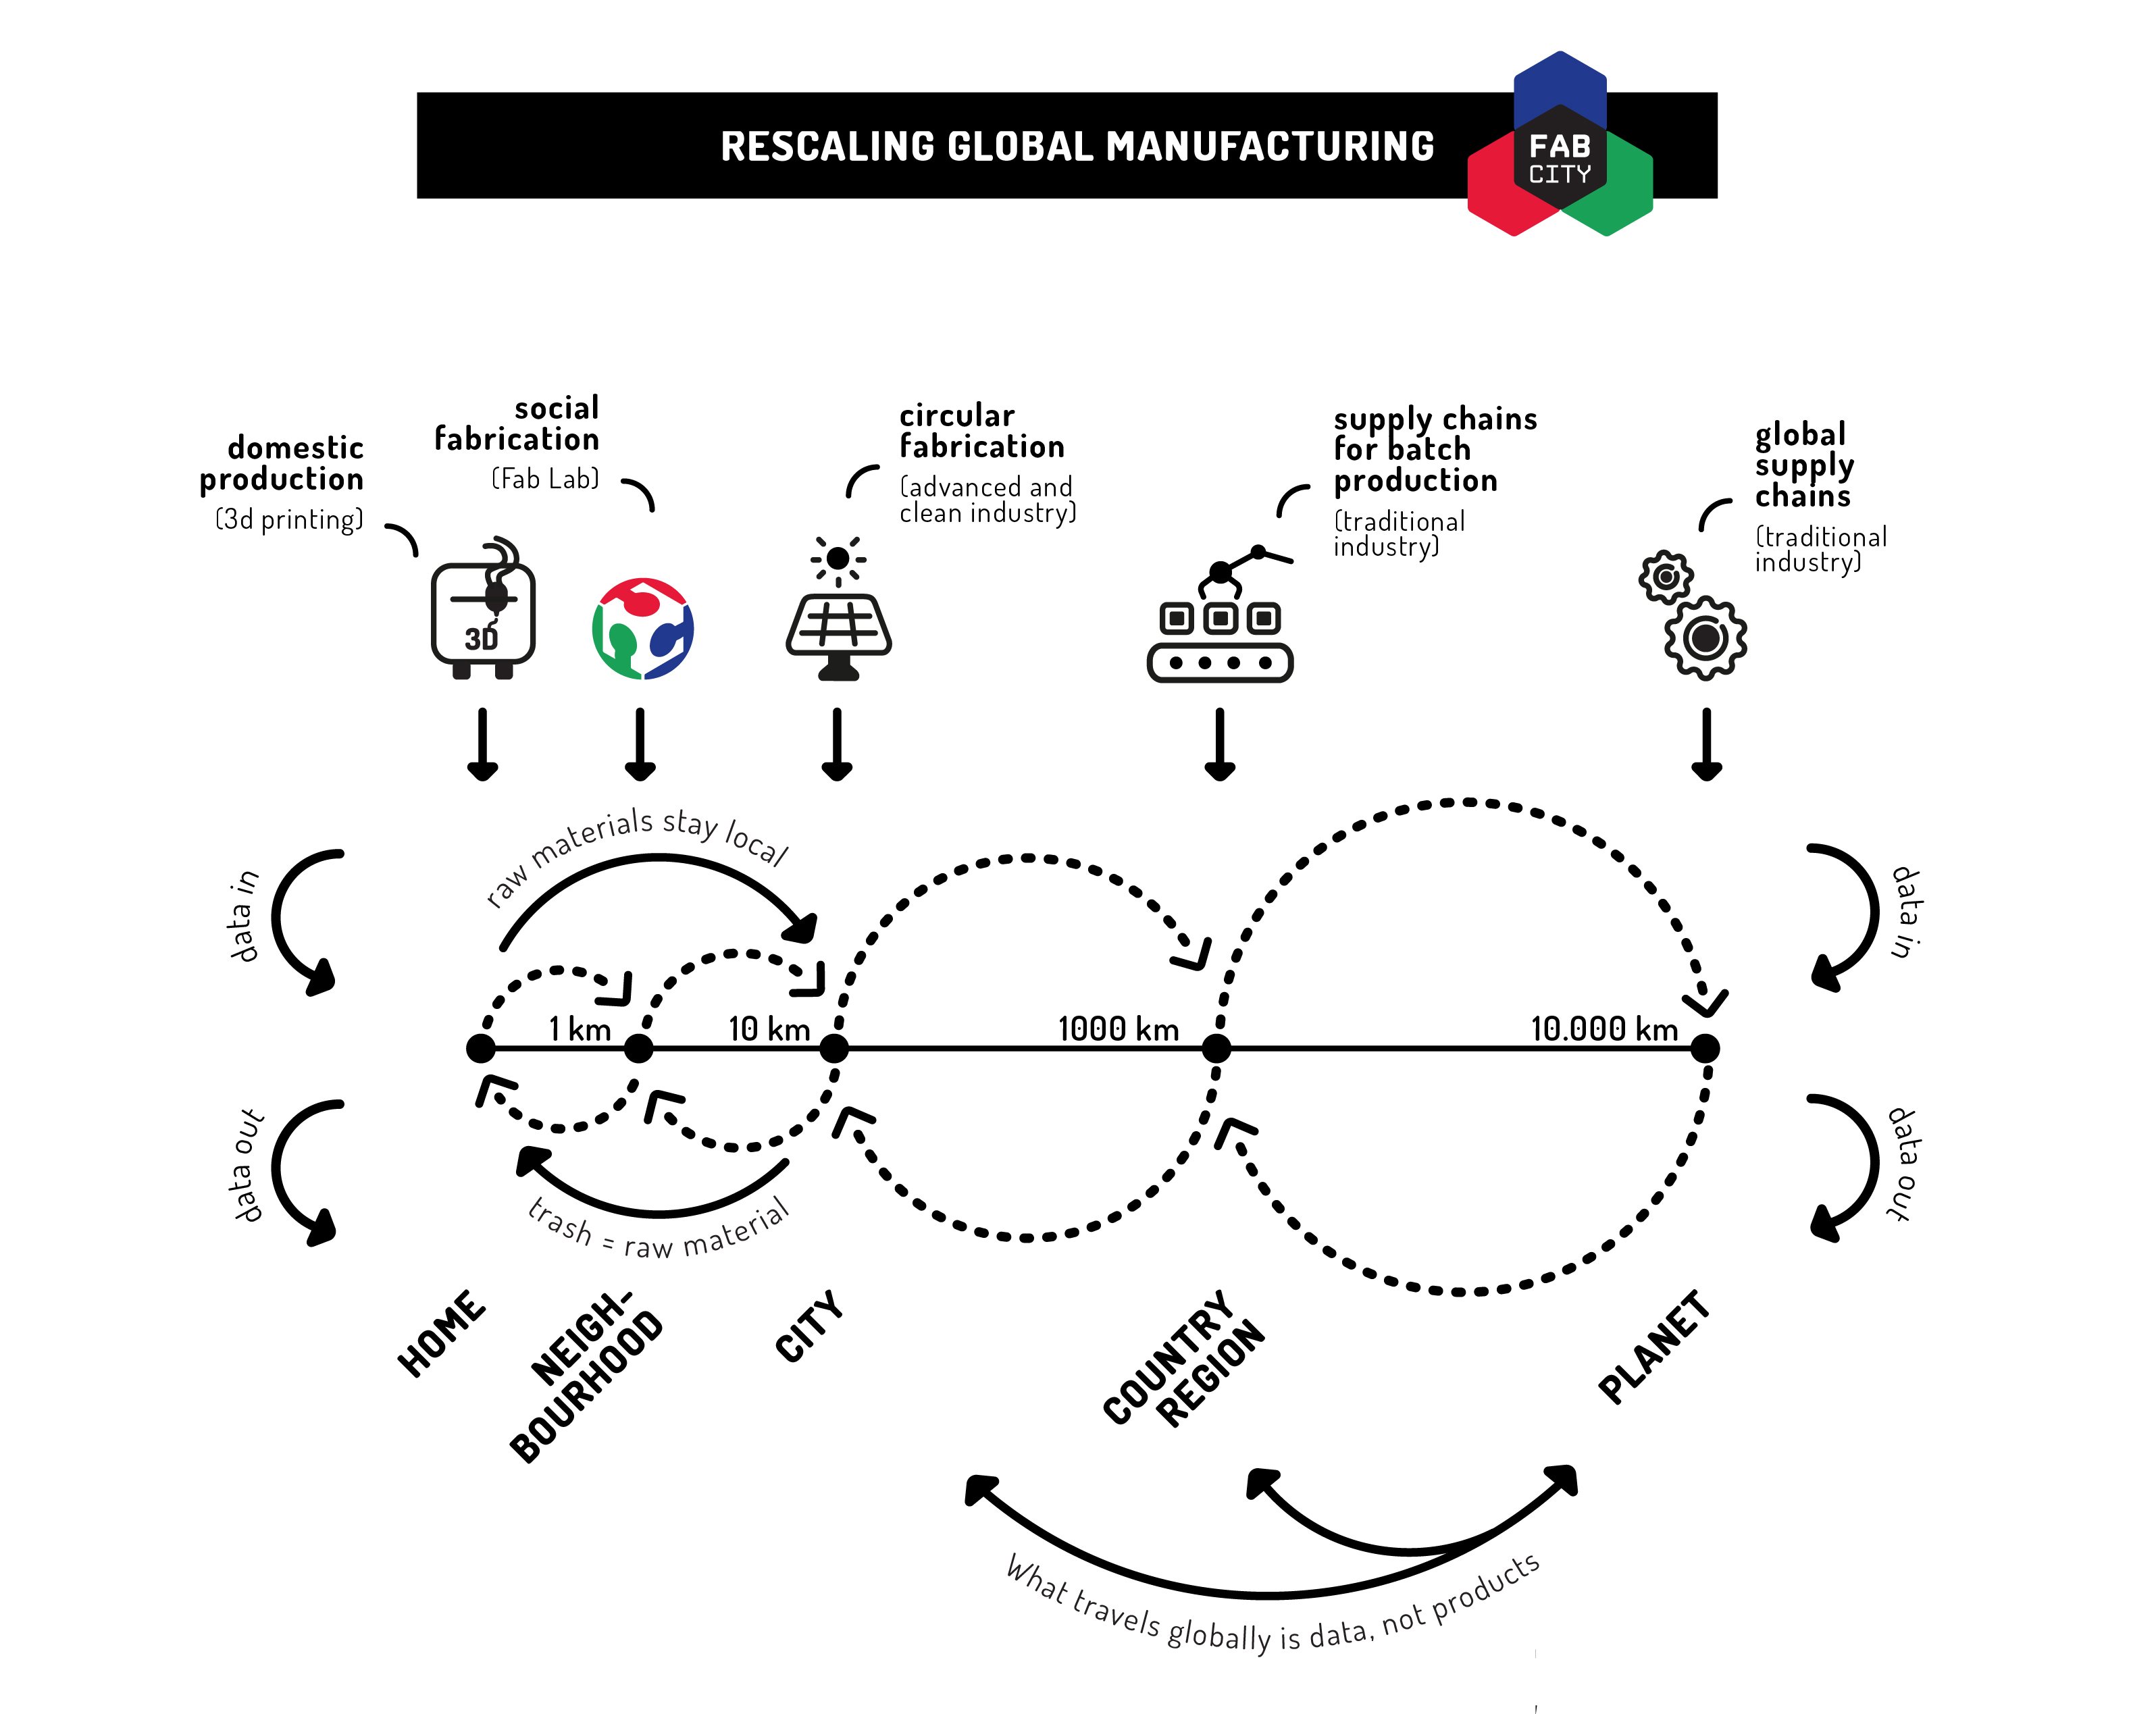 RESCALING GLOBAL MANUFACTURING
FAB
CITY
domestic
production
(3d printing)
social
fabrication
(Fab Lab)
circular
fabrication
(advanced and
clean industry)
supply chains
for batch
production
(traditional
industry)
global
supply
chains
(traditional
industry)
3D
data in
raw materials stay local
data in
1 km
10 km
1000 km
10.000 km
data out
trash = raw material
data out
HOME
NEIGH-
BOURHOOD
CITY
COUNTRY
REGION
PLANET
What travels globally is data, not products